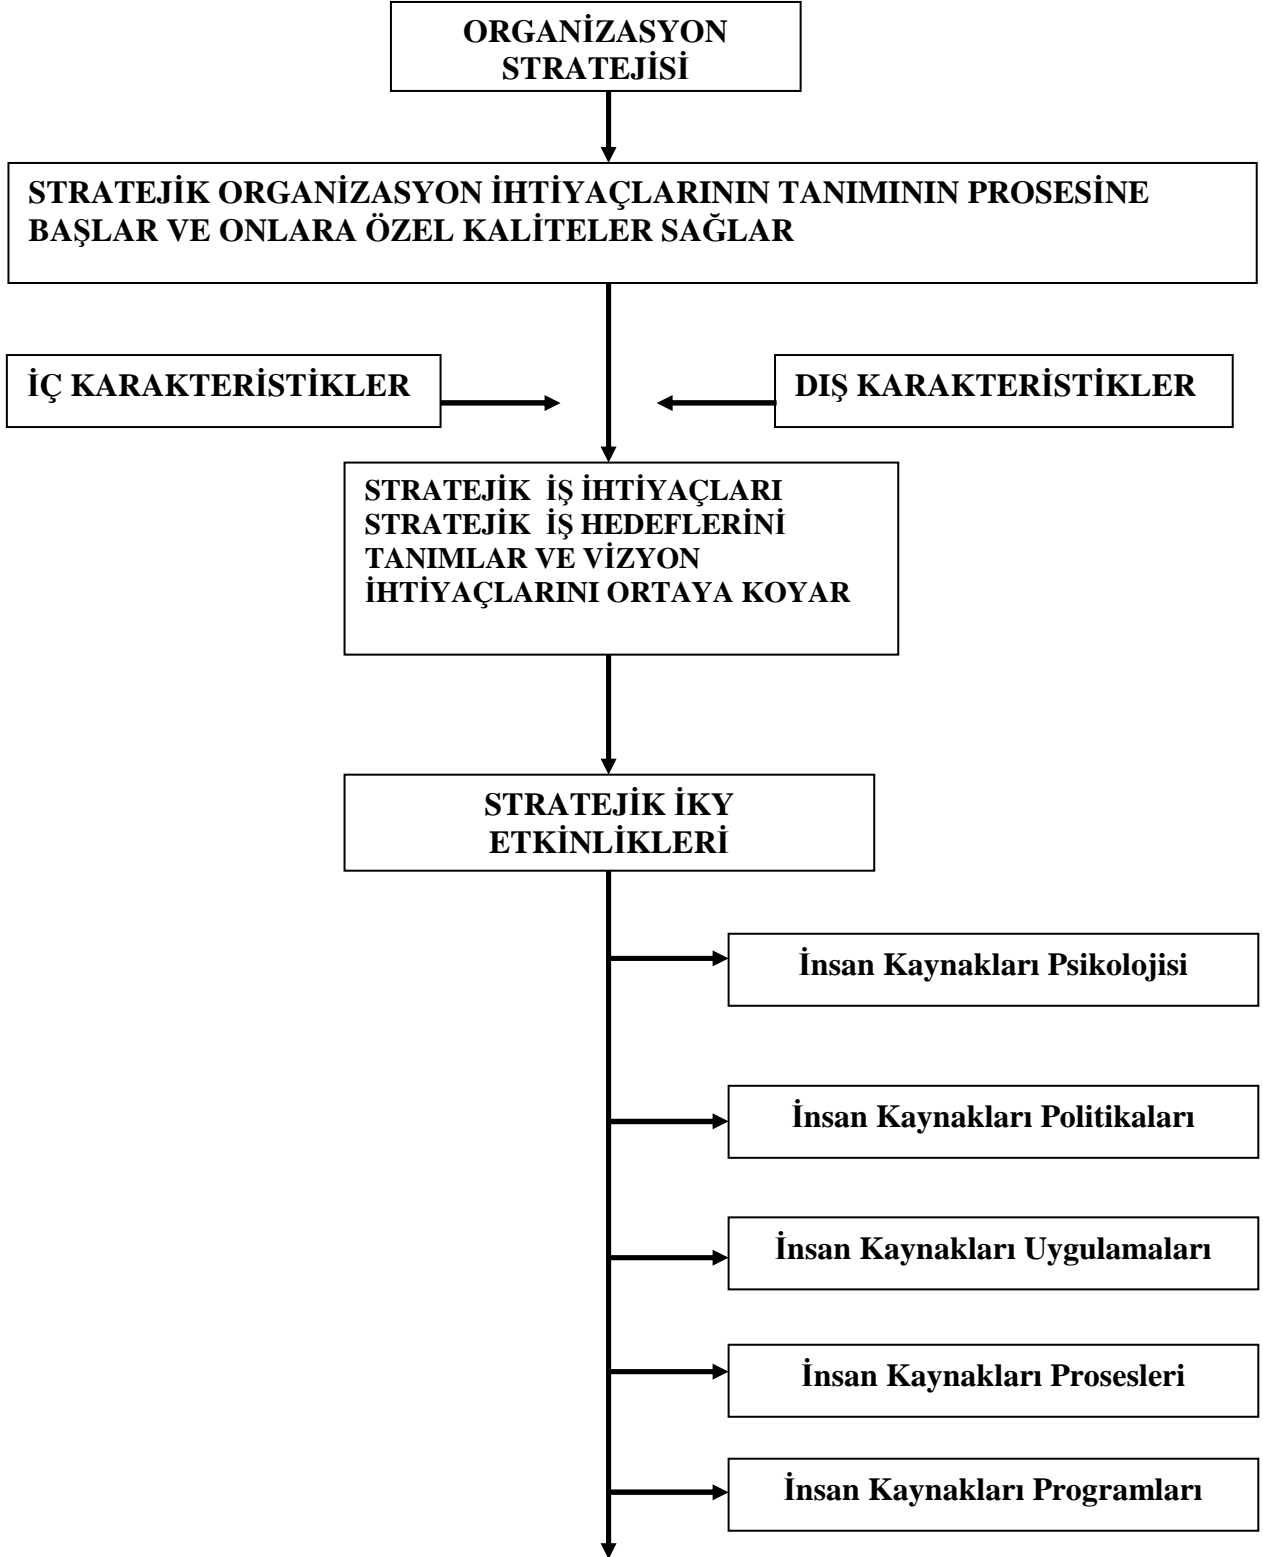 ORGANİZASYON
STRATEJİSİ
STRATEJİK ORGANİZASYON İHTİYAÇLARININ TANIMININ PROSESİNE
BAŞLAR VE ONLARA ÖZEL KALİTELER SAĞLAR
İÇ KARAKTERİSTİKLER
DIŞ KARAKTERİSTİKLER
STRATEJİK İŞ İHTİYAÇLARI
STRATEJİK İŞ HEDEFLERİNİ
TANIMLAR VE VİZYON
İHTİYAÇLARINI ORTAYA KOYAR
STRATEJİK İKY
ETKİNLİKLERİ
İnsan Kaynakları Psikolojisi
İnsan Kaynakları Politikaları
İnsan Kaynakları Uygulamaları
İnsan Kaynakları Prosesleri
İnsan Kaynakları Programları